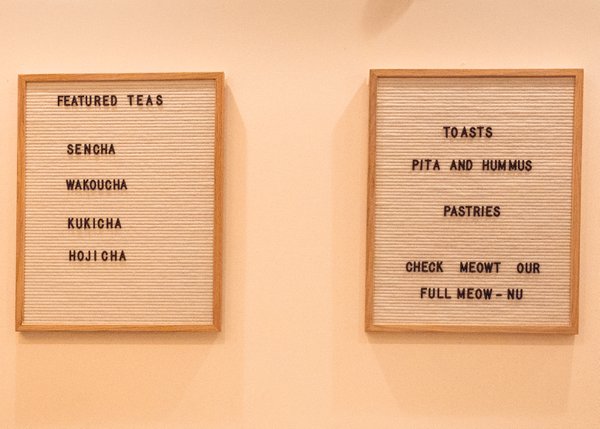 FEATURED TEAS
SENCHA
WAKOUCHA
KUKICHA
HOJICHA
TOASTS
PITA AND HUMMUS
PASTRIES
CHECK MEOWT OUR
FULL MEOW-NU